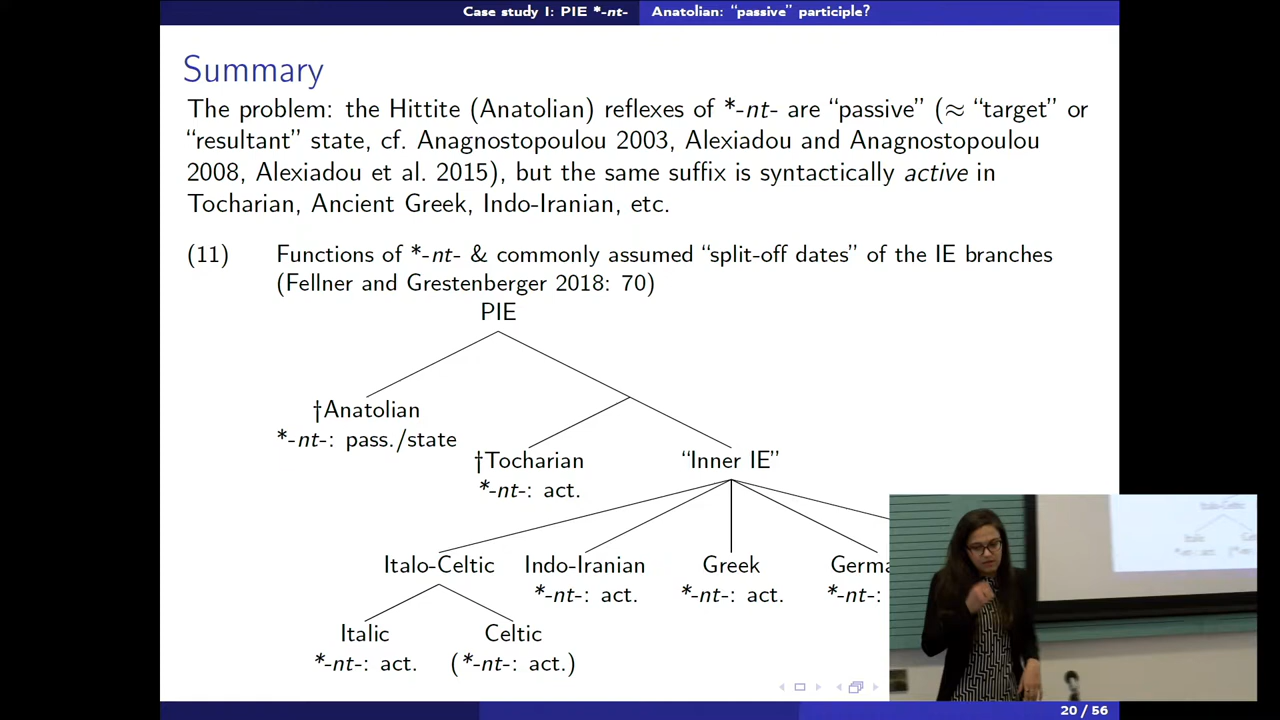 Case study I: PIE *-nt- Anatolian: “passive” participle?
Summary
The problem: the Hittite (Anatolian) reflexes of *-nt- are “passive” (≈ “target” or
“resultant” state, cf. Anagnostopoulou 2003, Alexiadou and Anagnostopoulou
2008, Alexiadou et al. 2015), but the same suffix is syntactically active in
Tocharian, Ancient Greek, Indo-Iranian, etc.
(11) Functions of *-nt- & commonly assumed “split-off dates” of the IE branches
(Fellner and Grestenberger 2018: 70)
PIE
†Anatolian
*-nt-: pass./state
†Tocharian “Inner IE”
*-nt-: act.
Italo-Celtic Indo-Iranian Greek Germa
*-nt-: act. *-nt-: act. *-nt-:
Italic Celtic
*-nt-: act. (*-nt-: act.)
20 / 56